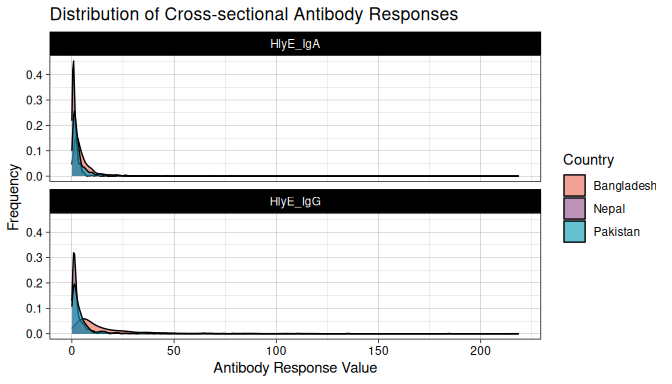 Distribution of Cross-sectional Antibody Responses
HlyE_IgA
0.4
0.3
0.2
0.1
0.0
HlyE_IgG
0.4
0.3
0.2
0.1
0.0
0 50 100 150 200
Antibody Response Value
Frequency
Country
Bangladesh
Nepal
Pakistan